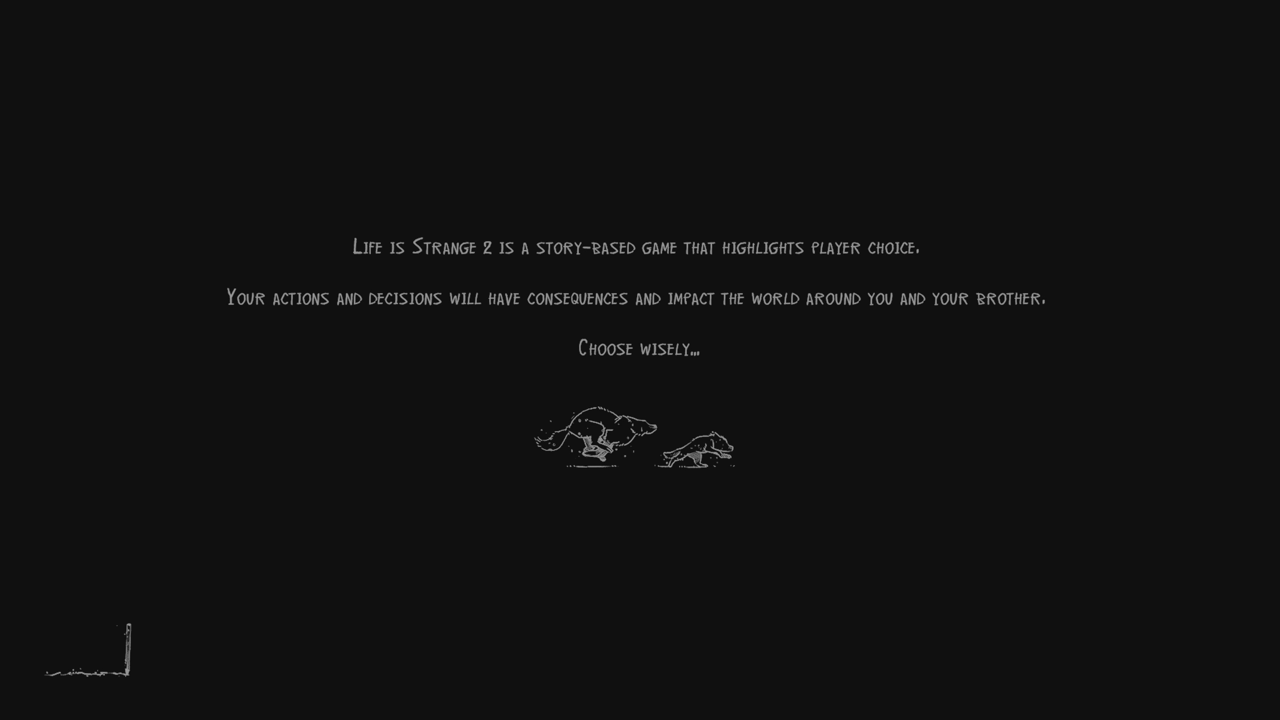 Life is Strange 2 is a story-based game that highlights player choice.
Your actions and decisions will have consequences and impact the world around you and your brother.
Choose wisely...